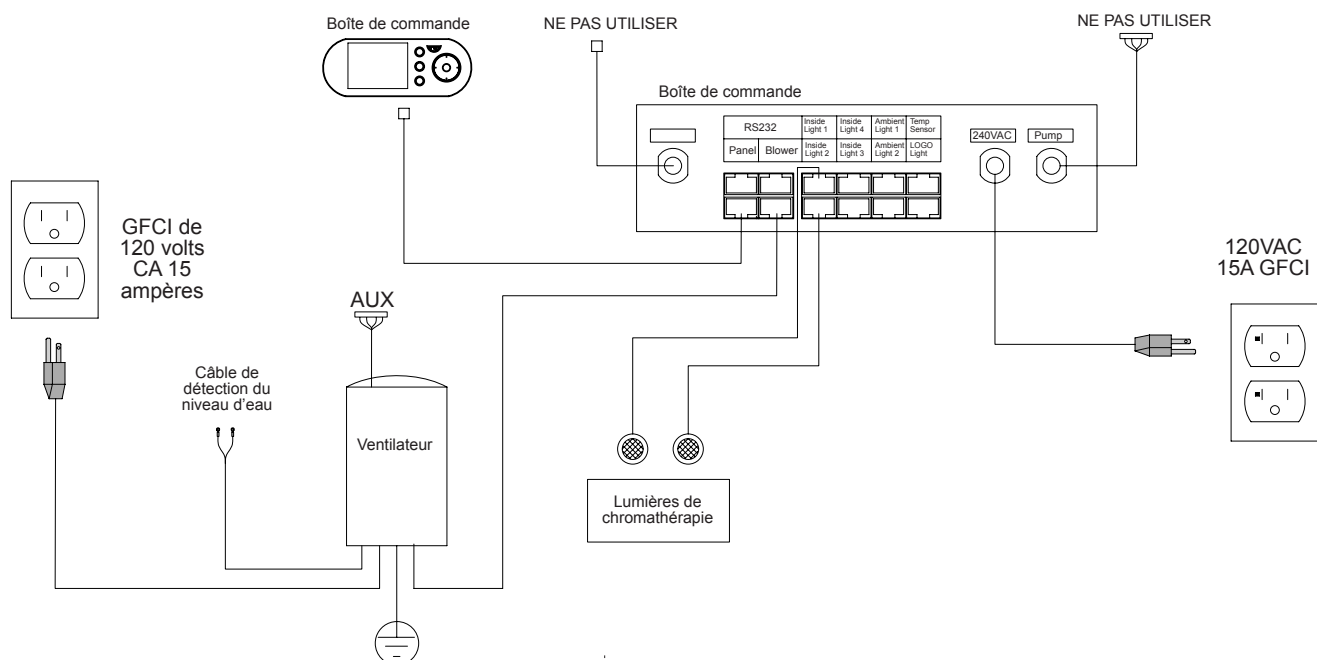 Boîte de commande
NE PAS UTILISER
NE PAS UTILISER
Boîte de commande
RS232
Inside
Light 1
Inside
Light 4
Ambient
Light 1
Temp
Sensor
Panel
Blower
Inside
Light 2
Inside
Light 3
Ambient
Light 2
LOGO
Light
240VAC
Pump
GFCI de
120 volts
CA 15
ampères
120VAC
15A GFCI
AUX
Câble de
détection du
niveau d'eau
Ventilateur
Lumières de
chromathérapie